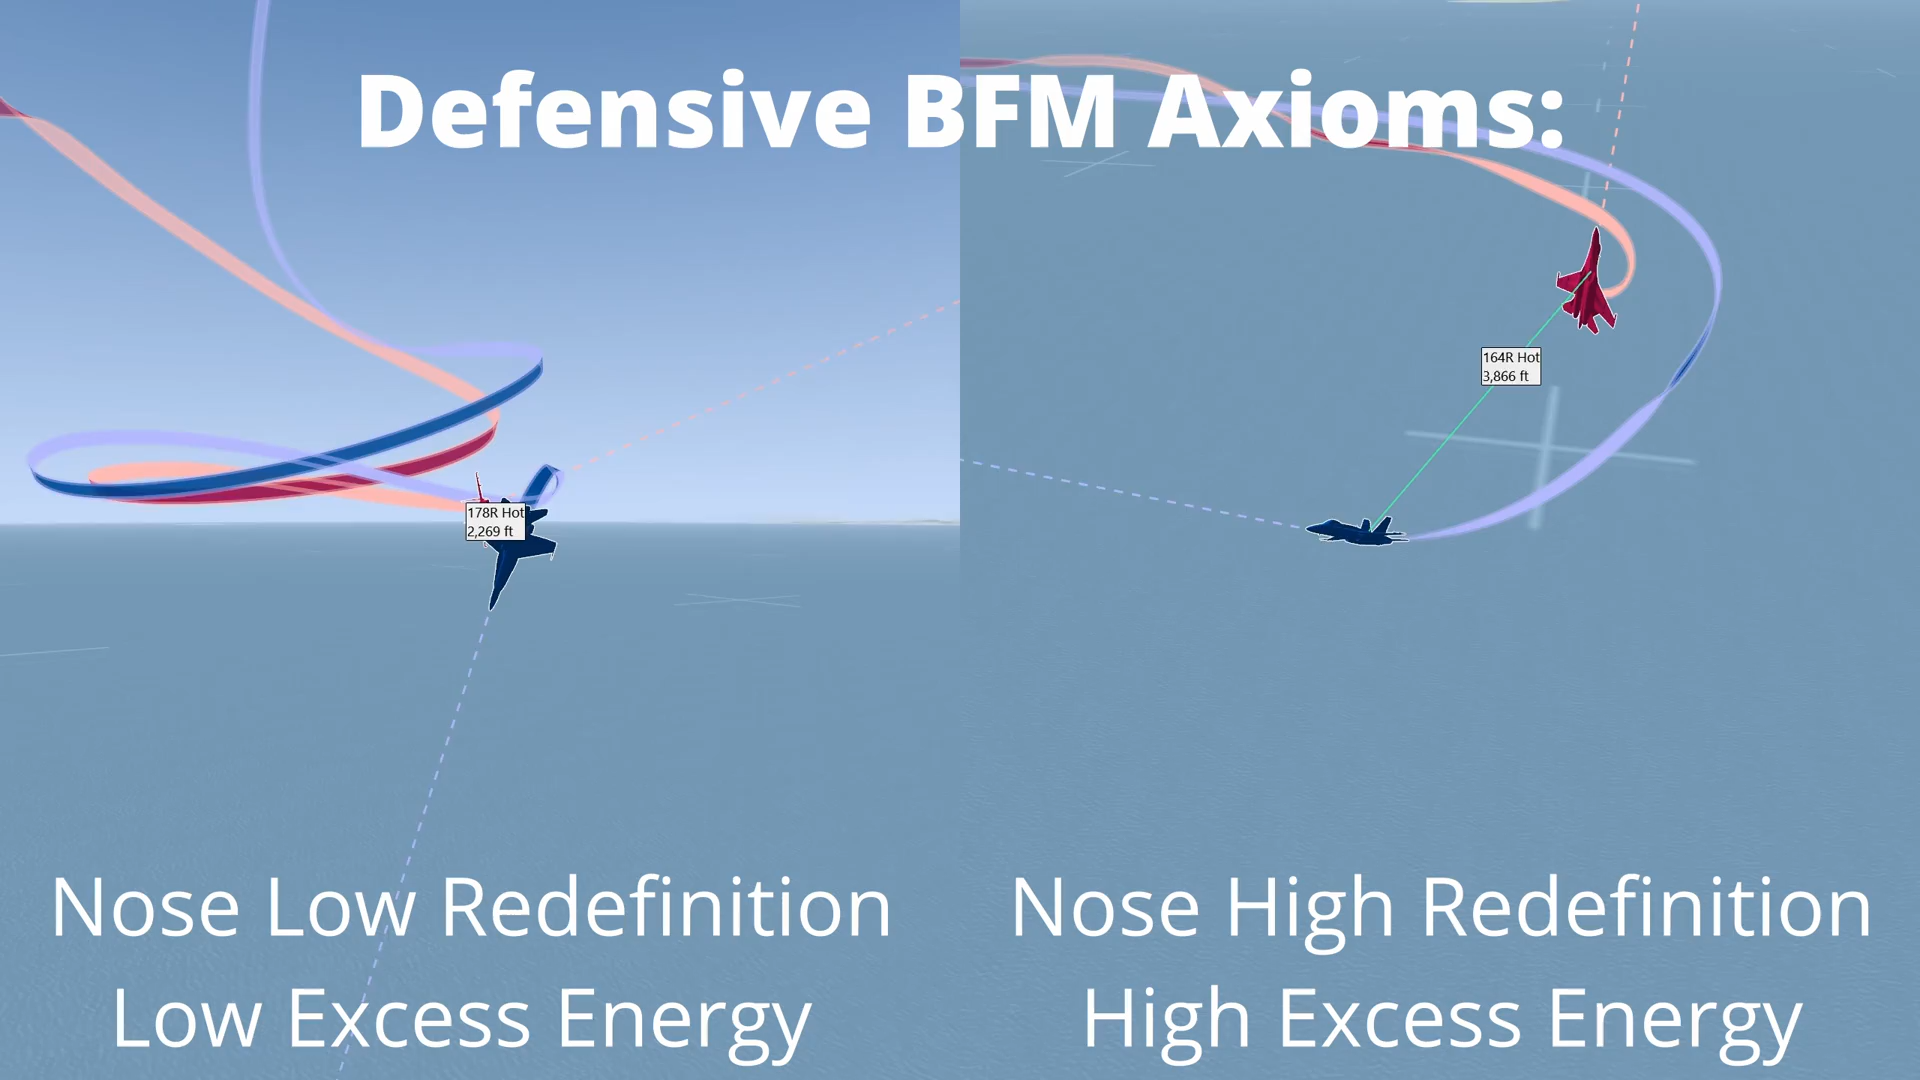 Defensive BFM Axioms:
164R Hot
3,866 ft
178R Hot
2,269 ft
Nose Low Redefinition
Low Excess Energy
Nose High Redefinition
High Excess Energy